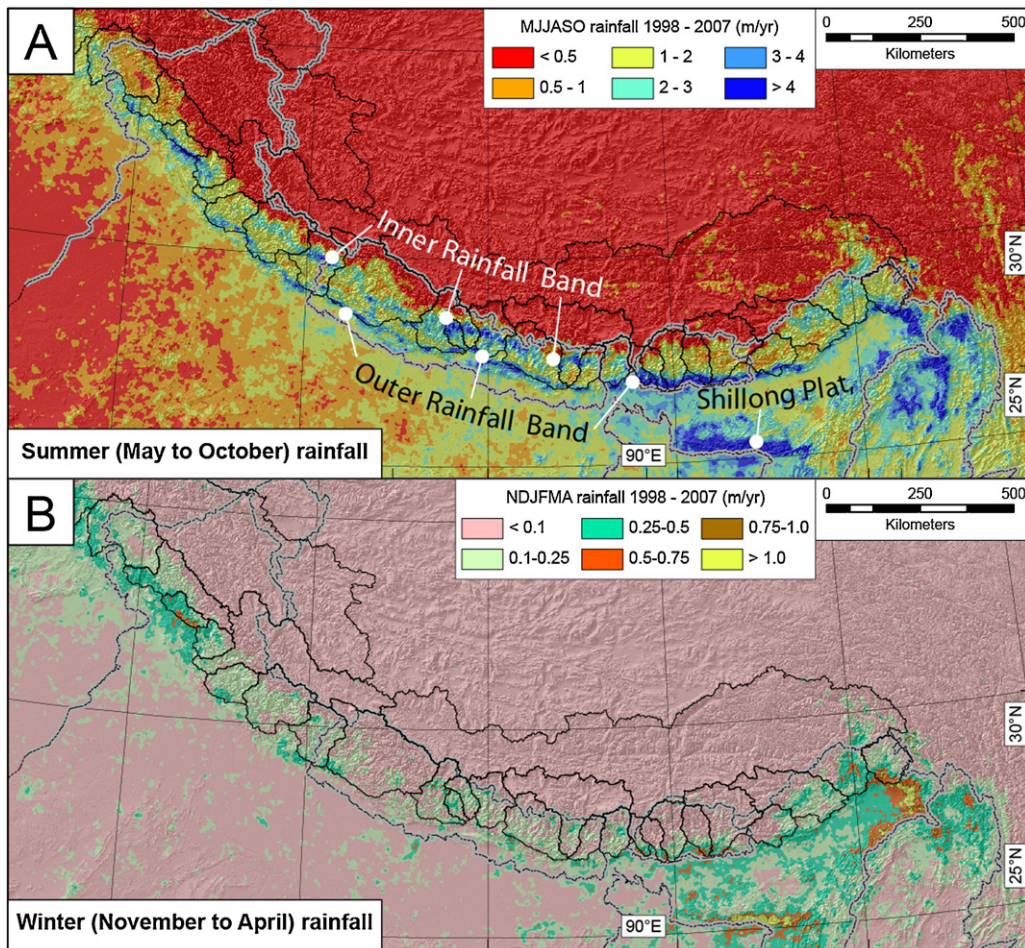 A
MJJASO rainfall 1998 - 2007 (m/yr)
< 0.5
1 - 2
3 - 4
0.5 - 1
2 - 3
> 4
0 250 500
Kilometers
Inner Rainfall Band
Outer Rainfall Band
Shillong Plat.
30°N
25°N
90°E
Summer (May to October) rainfall
B
NDJFMA rainfall 1998 - 2007 (m/yr)
< 0.1
0.25-0.5
0.75-1.0
0.1-0.25
0.5-0.75
> 1.0
0 250 500
Kilometers
30°N
25°N
90°E
Winter (November to April) rainfall